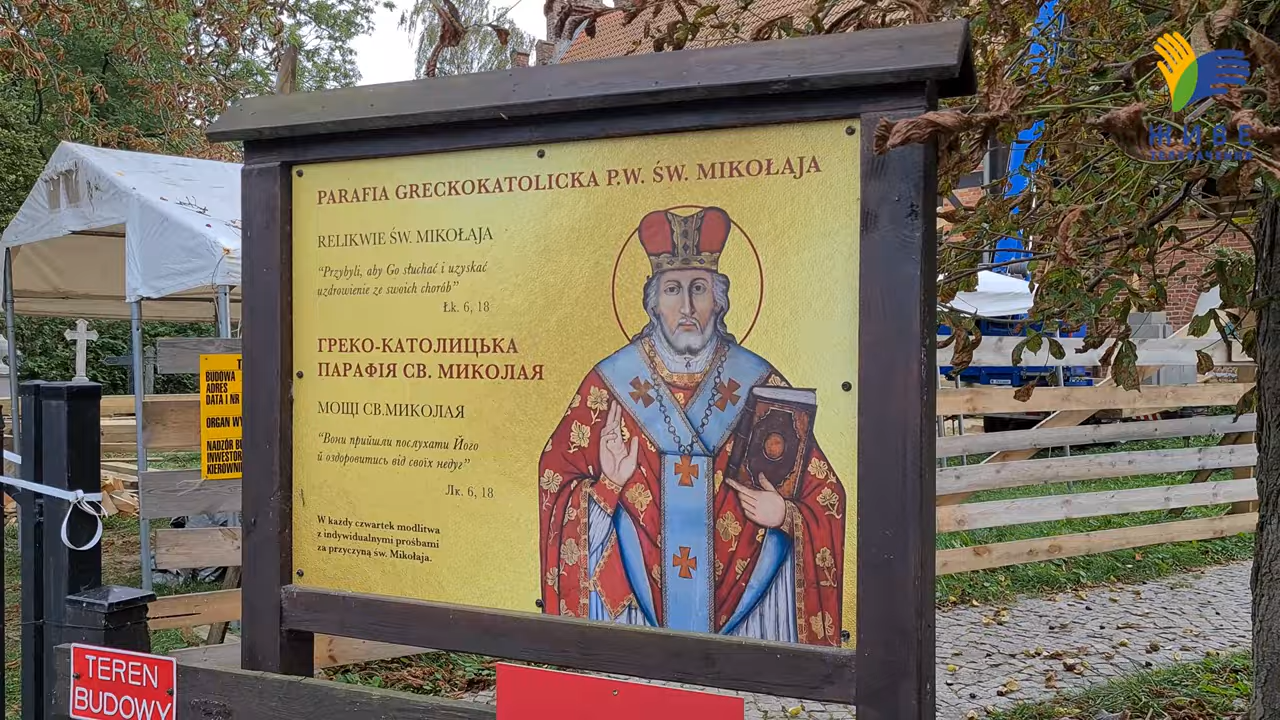 PARAFIA GRECKOKATOLICKA P.W. ŚW. MIKOŁAJA
RELIKWIE ŚW. MIKOŁAJA
“Przybyli, aby Go słuchać i uzyskać
uzdrowienie ze swoich chorób”
Łk. 6, 18
ГРЕКО-КАТОЛИЦЬКА
ПАРАФІЯ СВ. МИКОЛАЯ
МОЩІ СВ.МИКОЛАЯ
“Вони прийшли послухати Його
й оздоровитись від своїх недуг”
Лк. 6, 18
W każdy czwartek modlitwa
z indywidualnymi prośbami
za przyczyną św. Mikołaja.
BUDOWA
ADRES
DATA I NR
ORGAN WY
NADZÓR BU
INWESTOR
KIEROWNI
TEREN
BUDOWY
ЖИВЕ